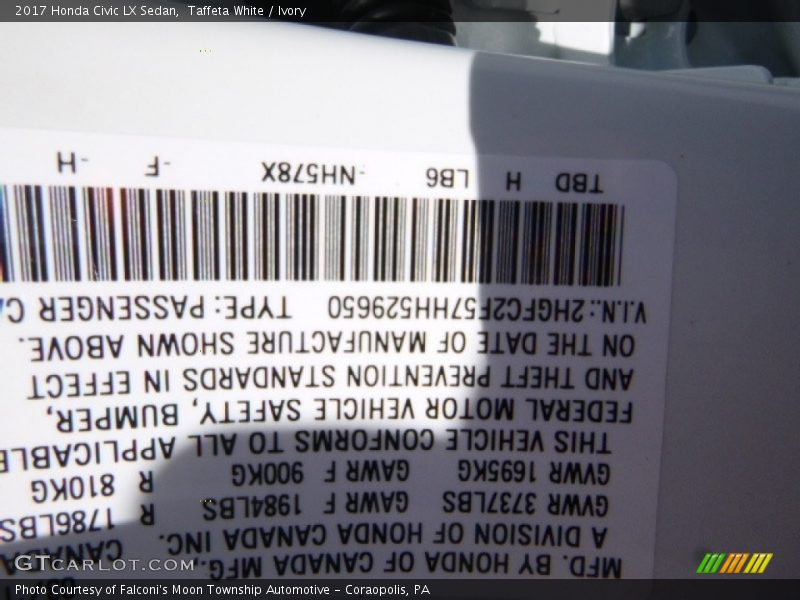 2017 Honda Civic LX Sedan, Taffeta White / Ivory
MFD. BY HONDA OF CANADA MFG.,
A DIVISION OF HONDA CANADA INC. CANADA
GVWR 3737LBS GAWR F 1984LBS R 1786LBS
GVWR 1695KG GAWR F 900KG R 810KG
THIS VEHICLE CONFORMS TO ALL APPLICABLE
FEDERAL MOTOR VEHICLE SAFETY, BUMPER,
AND THEFT PREVENTION STANDARDS IN EFFECT
ON THE DATE OF MANUFACTURE SHOWN ABOVE.
V.I.N.: 2HGFC2F57HH529650 TYPE: PASSENGER
TBD H LB6 -NH578X -F -H
GTCARLOT.COM
Photo Courtesy of Falconi's Moon Township Automotive - Coraopolis, PA